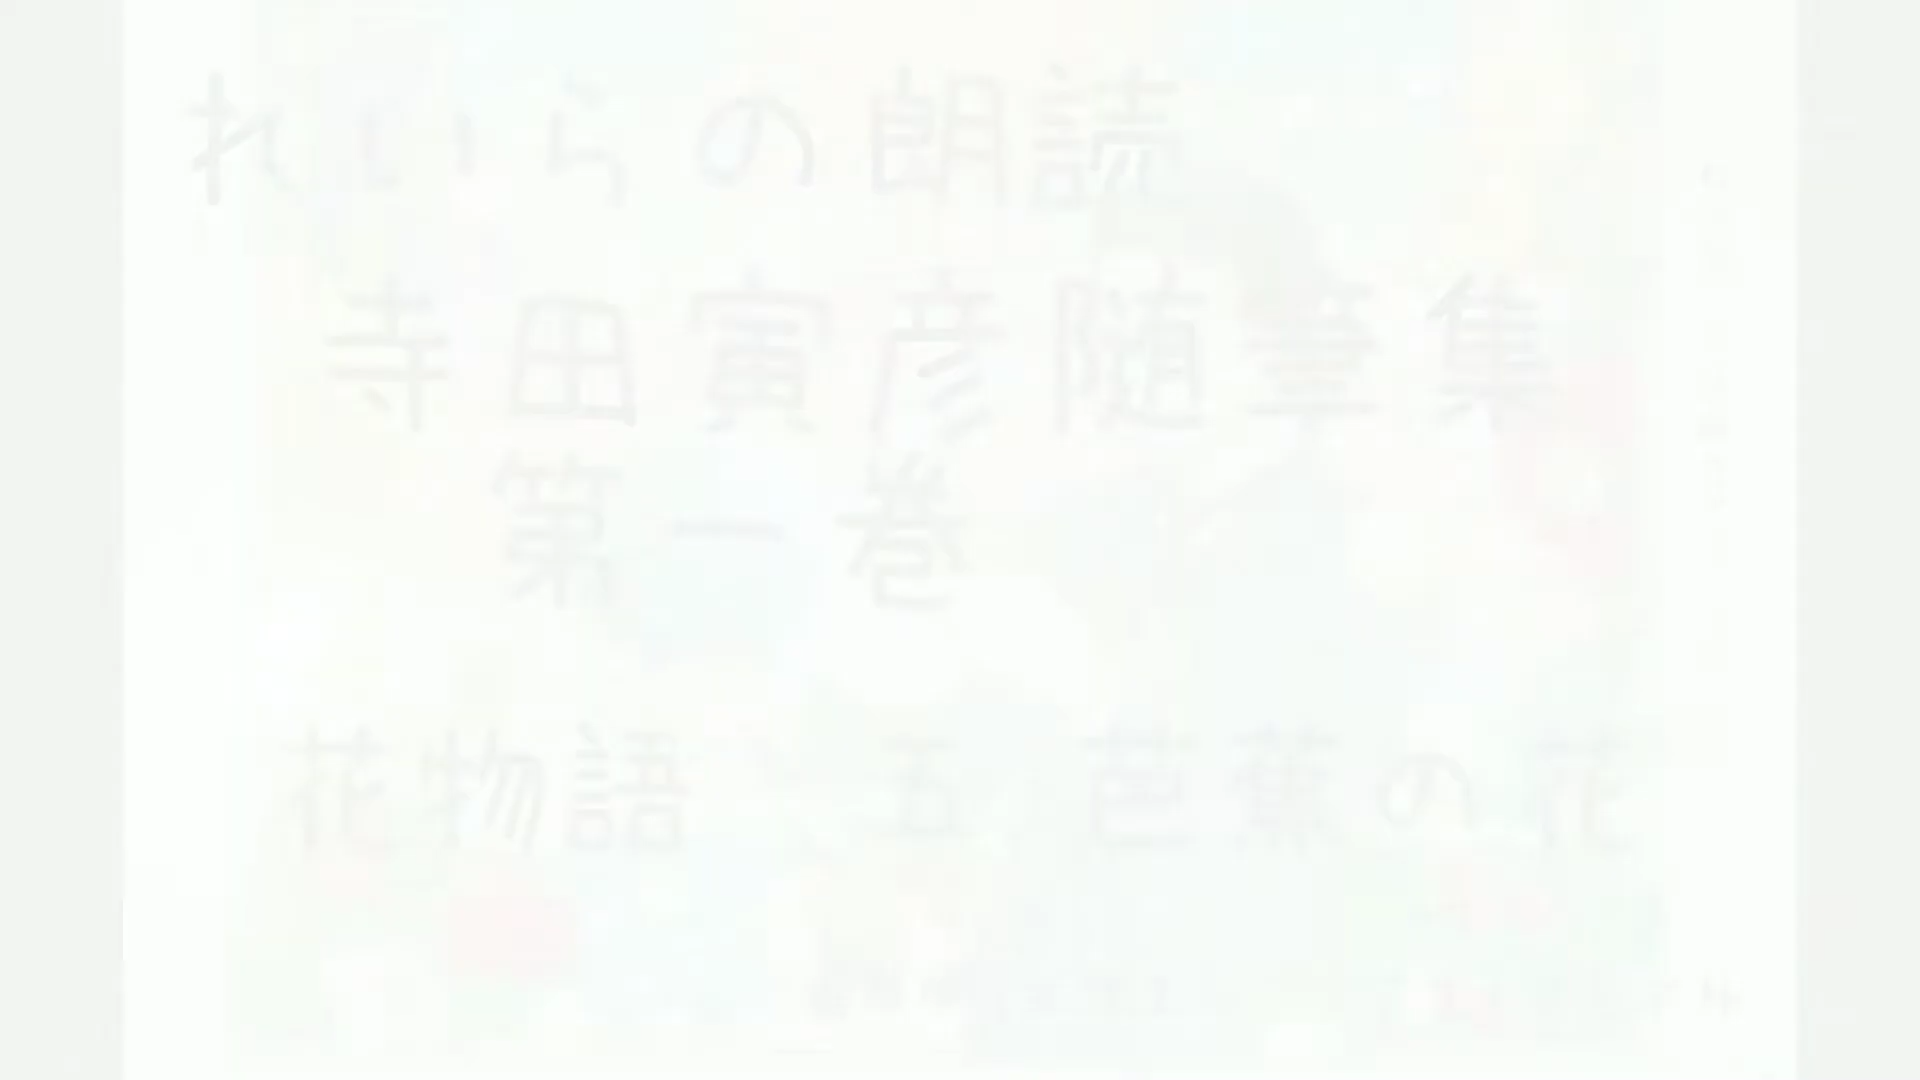 れいらの朗読
寺田寅彦随筆集
第一巻
花物語 五 芭蕉の花